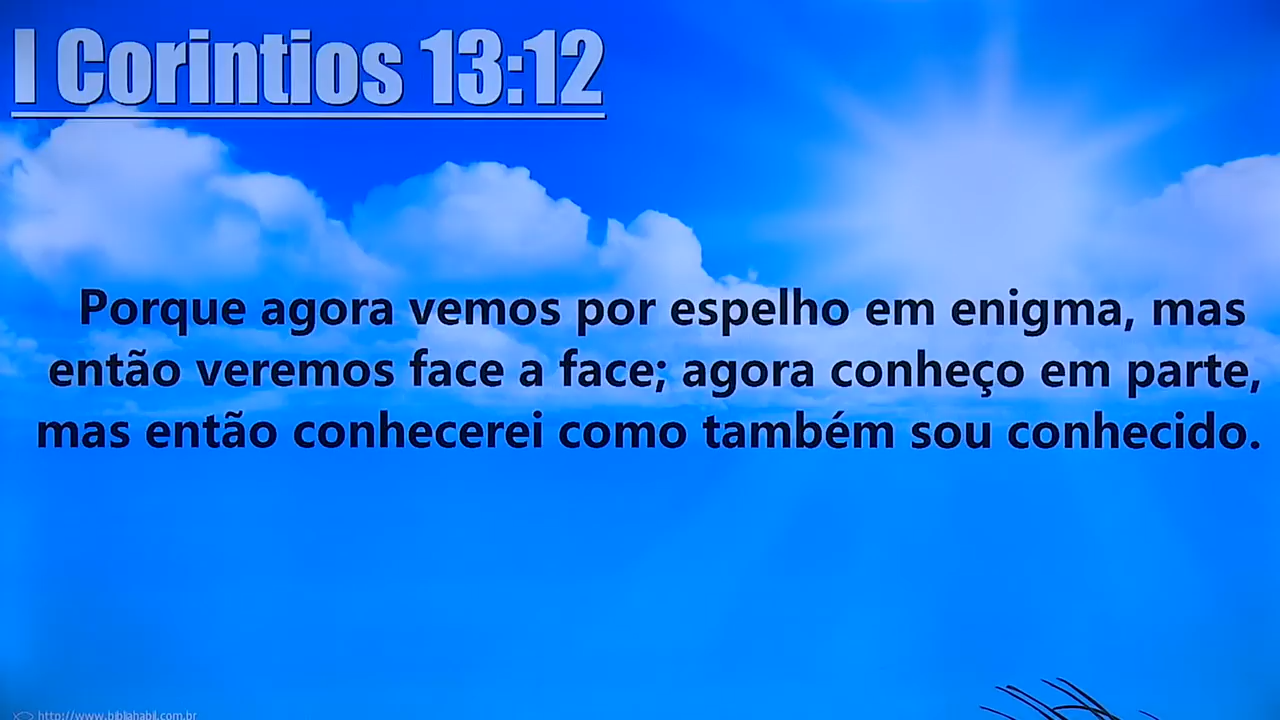 I Corintios 13:12
Porque agora vemos por espelho em enigma, mas
então veremos face a face; agora conheço em parte,
mas então conhecerei como também sou conhecido.
http://www.bibliahabil.com.br